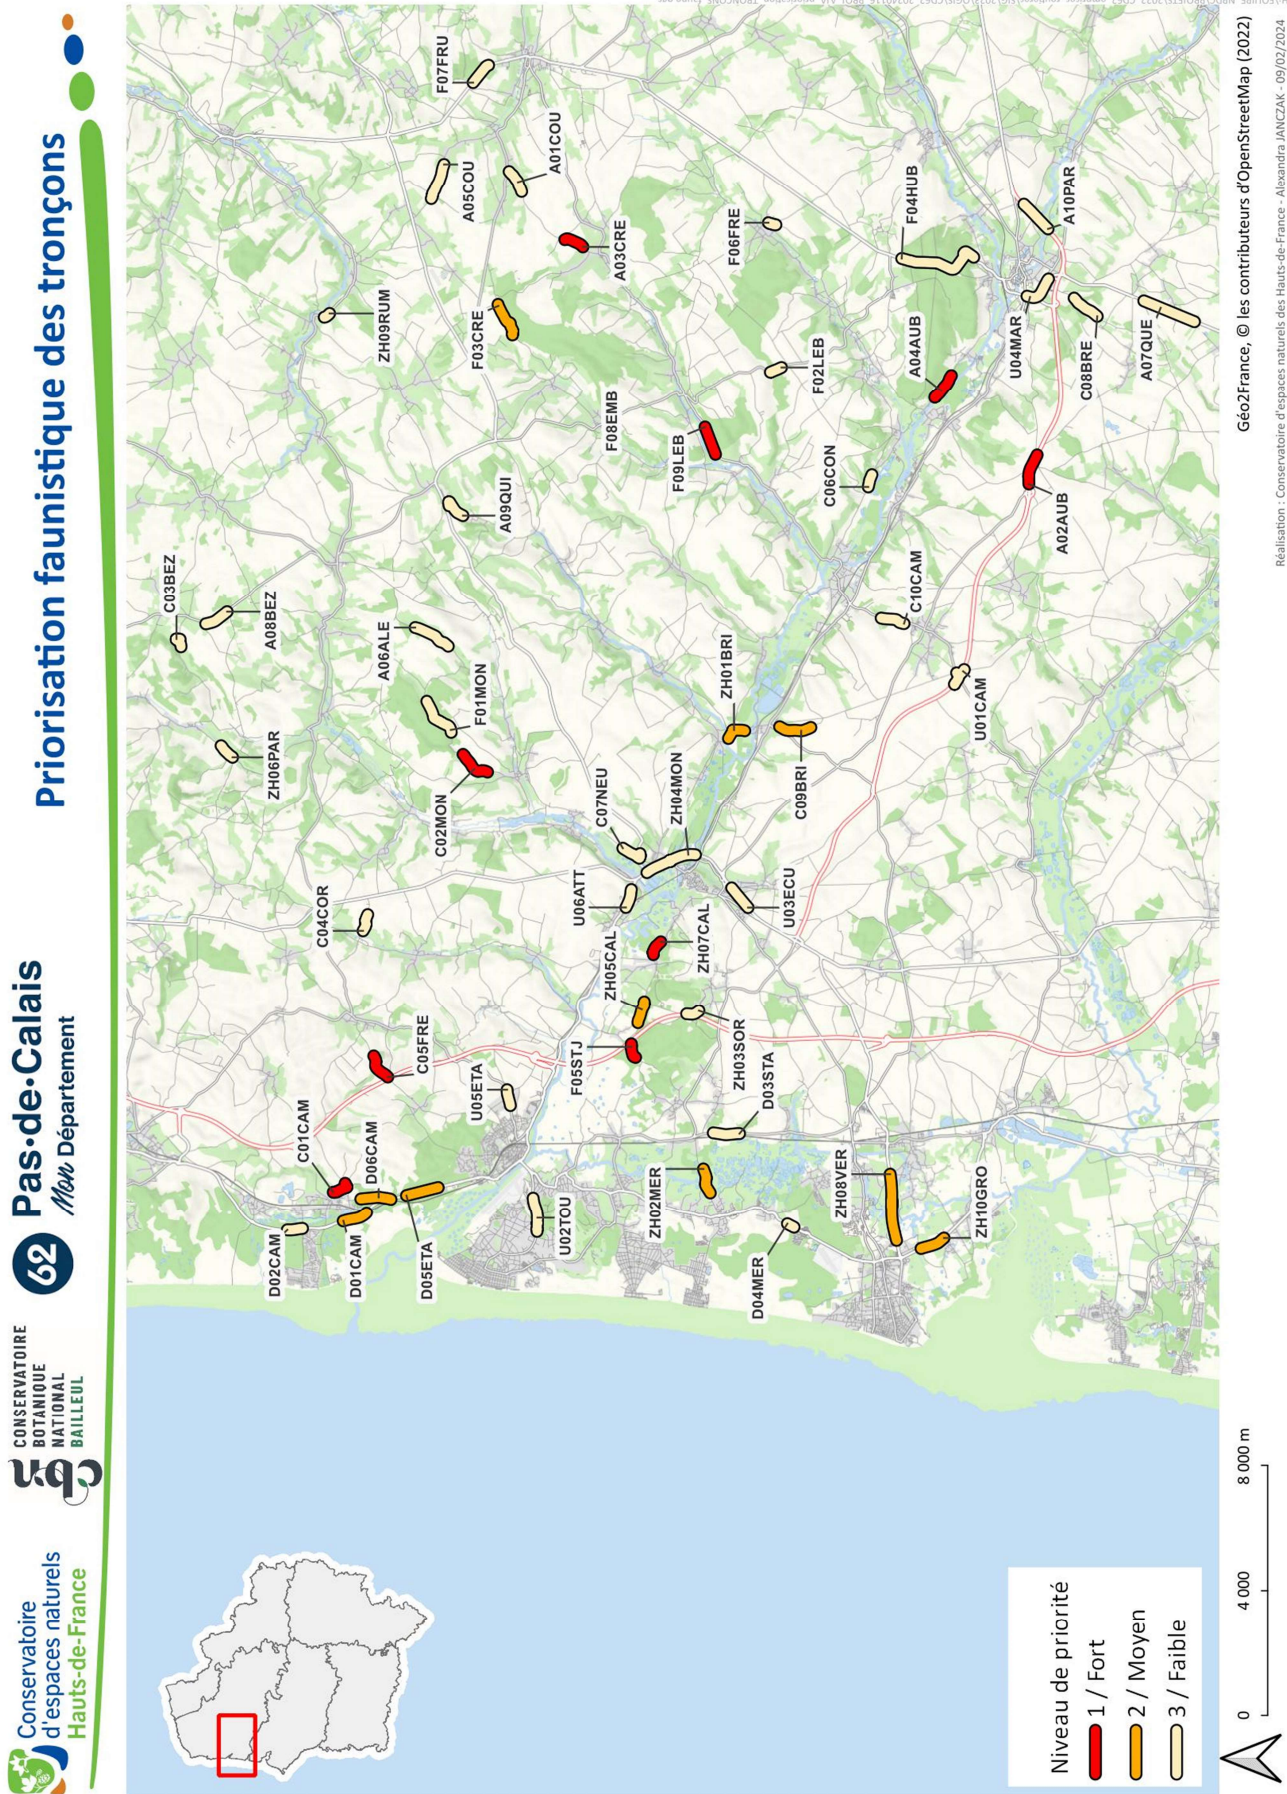 Conservatoire
d'espaces naturels
Hauts-de-France
cbn
CONSERVATOIRE
BOTANIQUE
NATIONAL
BAILLEUL
62 Pas·de·Calais
Mon Département
Priorisation faunistique des tronçons
C03BEZ
A08BEZ
ZH06PAR
ZH09RUM
F07FRU
A05COU
A01COU
A03CRE
F03CRE
A09QUI
A06ALE
F01MON
C02MON
C04COR
C05FRE
C01CAM
D06CAM
D02CAM
D01CAM
D05ETA
U05ETA
U02TOU
F05STJ
ZH05CAL
ZH07CAL
U06ATT
C07NEU
ZH04MON
U03ECU
ZH03SOR
D03STA
ZH02MER
D04MER
ZH08VER
ZH10GRO
ZH01BRI
C09BRI
U01CAM
C10CAM
C06CON
F08EMB
F09LEB
F02LEB
F06FRE
F04HUB
A04AUB
A02AUB
U04MAR
A10PAR
C08BRE
A07QUE
Niveau de priorité
1 / Fort
2 / Moyen
3 / Faible
0 4 000 8 000 m
Géo2France, © les contributeurs d'OpenStreetMap (2022)
Réalisation : Conservatoire d'espaces naturels des Hauts-de-France - Alexandra JANCZAK - 09/02/2024